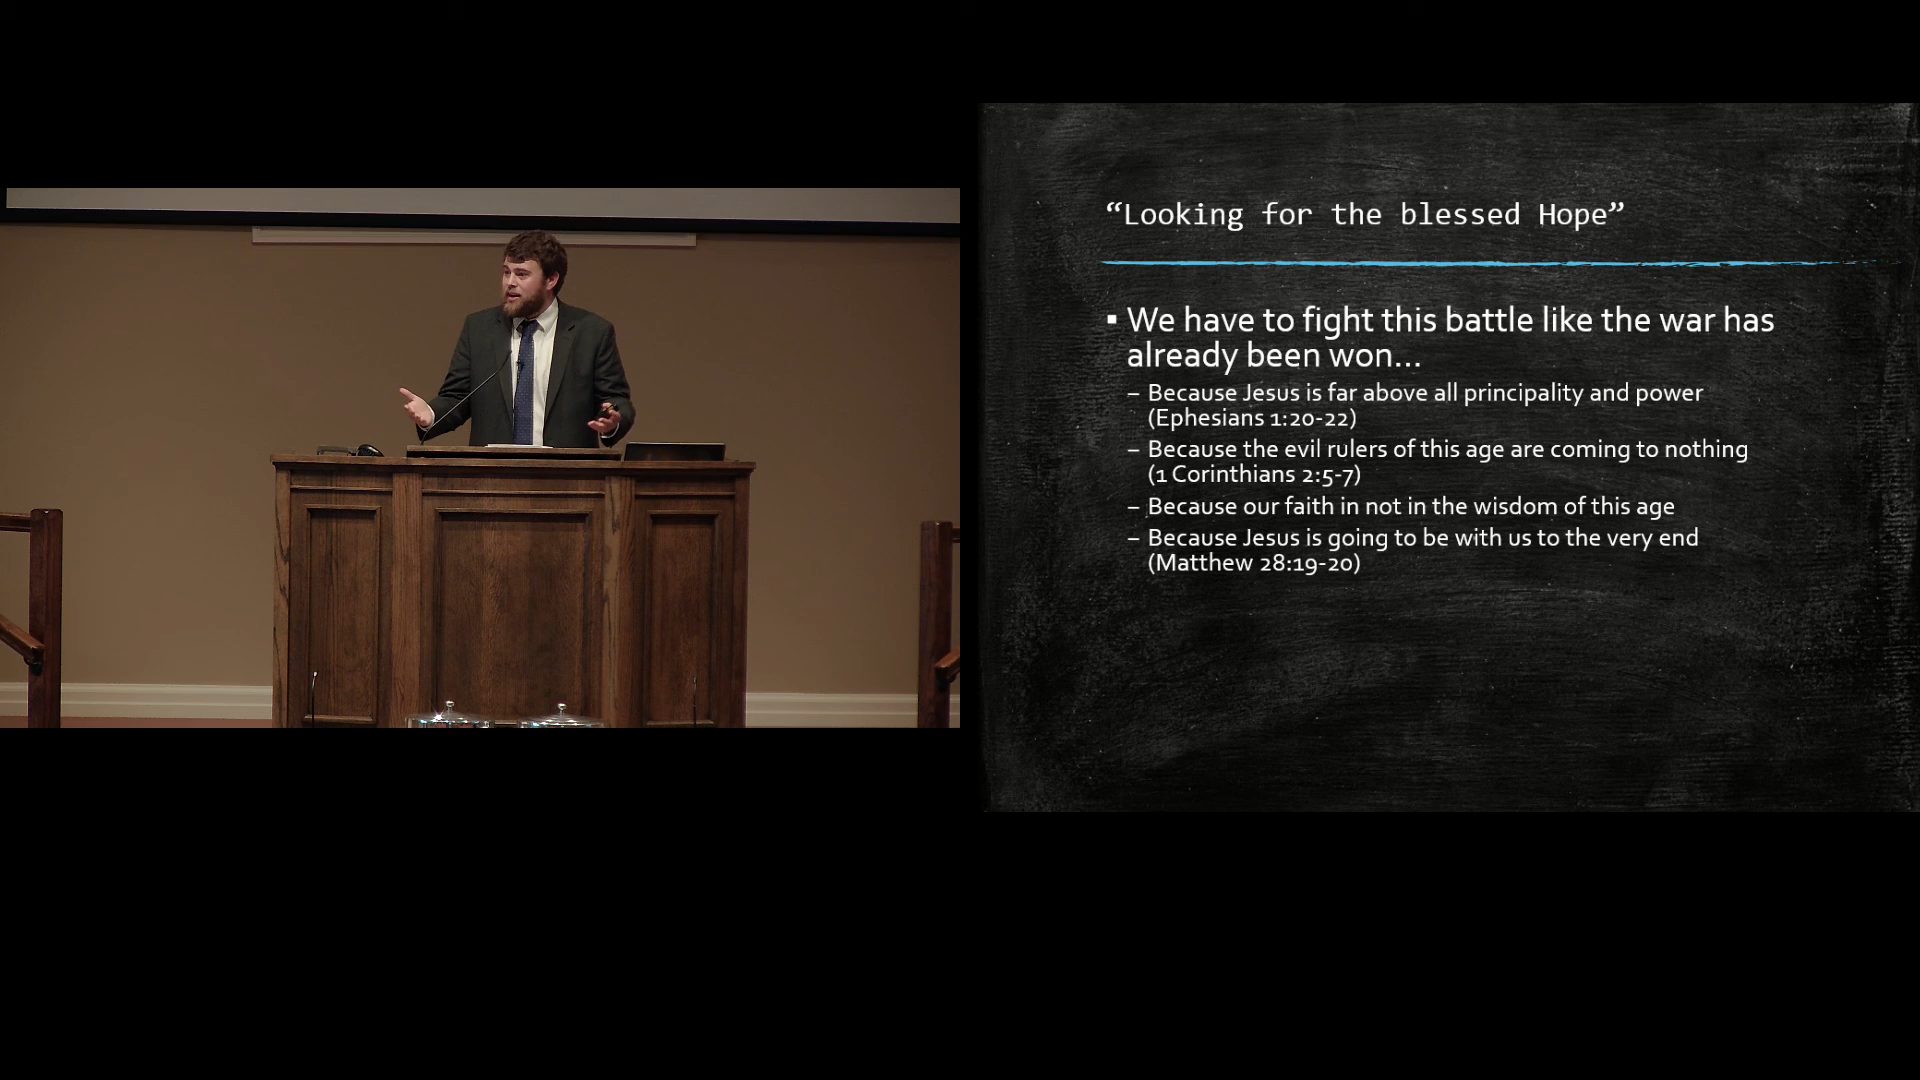 “Looking for the blessed Hope”
▪ We have to fight this battle like the war has
already been won...
– Because Jesus is far above all principality and power
(Ephesians 1:20-22)
– Because the evil rulers of this age are coming to nothing
(1 Corinthians 2:5-7)
– Because our faith in not in the wisdom of this age
– Because Jesus is going to be with us to the very end
(Matthew 28:19-20)